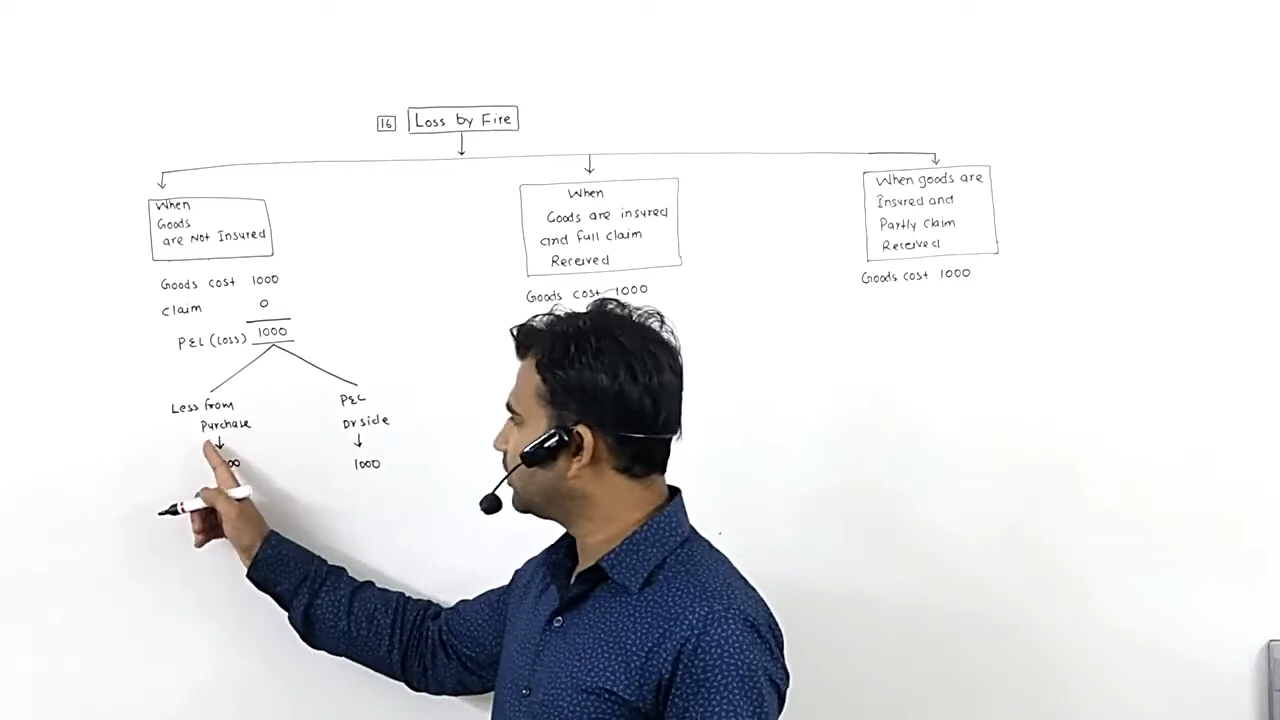 16 Loss by Fire
When
Goods
are Not Insured
Goods cost 1000
claim 0
P&L (Loss) 1000
Less from
Purchase
P&L
Dr side
1000
When
Goods are insured
and full claim
Received
Goods cost 1000
When goods are
Insured and
Partly claim
Received
Goods cost 1000